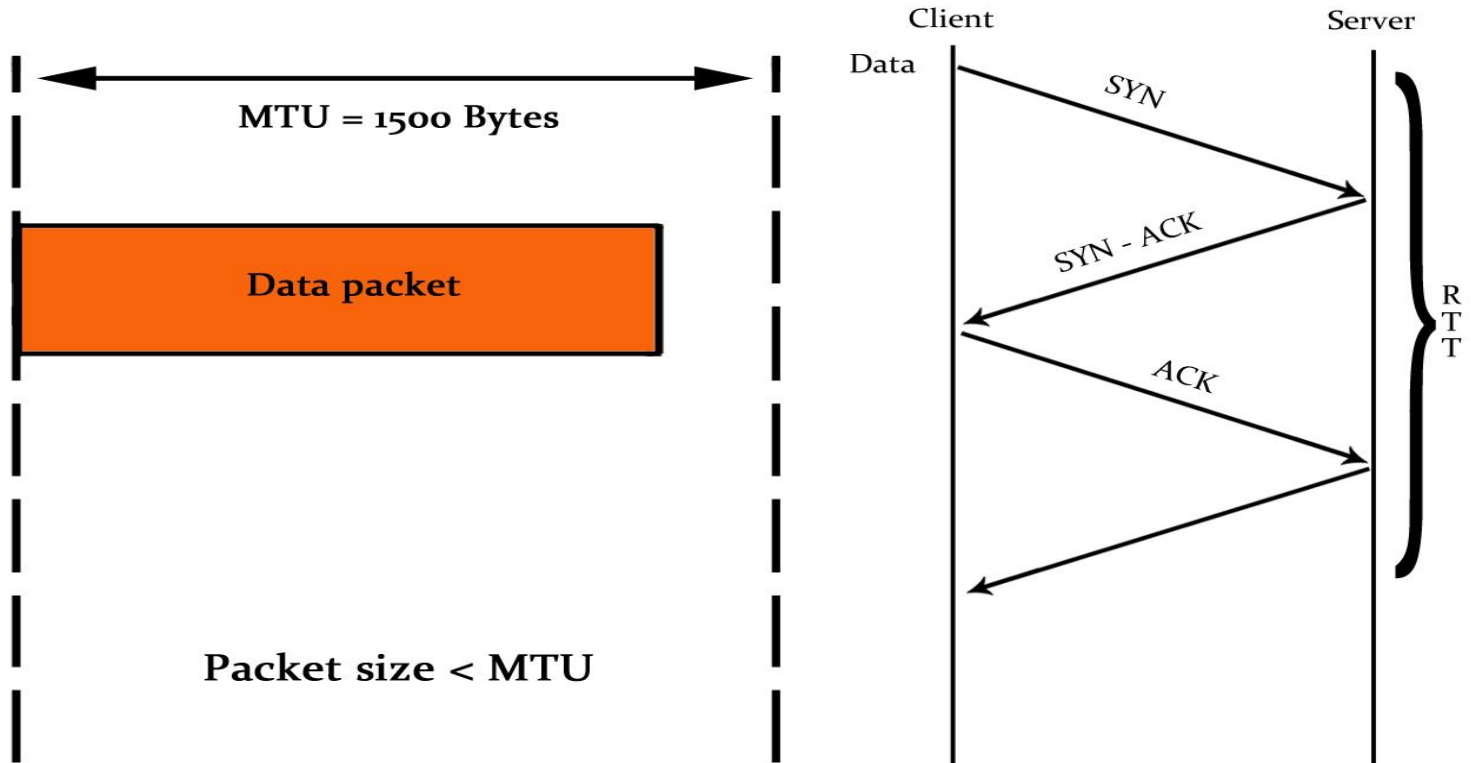 MTU = 1500 Bytes
Data packet
Packet size < MTU
Client
Server
Data
SYN
SYN - ACK
ACK
R
T
T